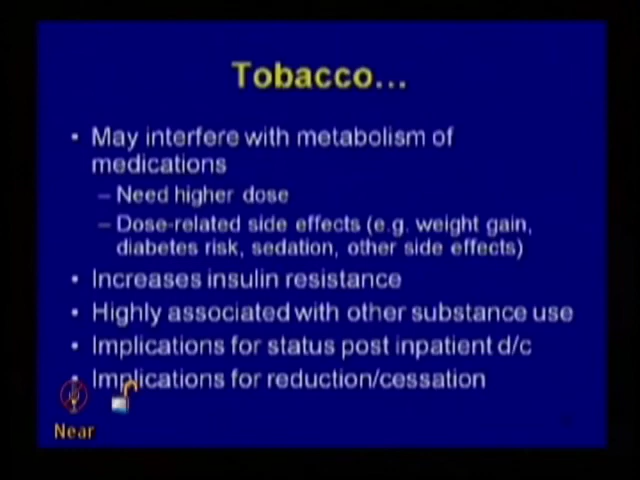 Tobacco...
• May interfere with metabolism of
medications
– Need higher dose
– Dose-related side effects (e.g. weight gain,
diabetes risk, sedation, other side effects)
• Increases insulin resistance
• Highly associated with other substance use
• Implications for status post inpatient d/c
• Implications for reduction/cessation
Near